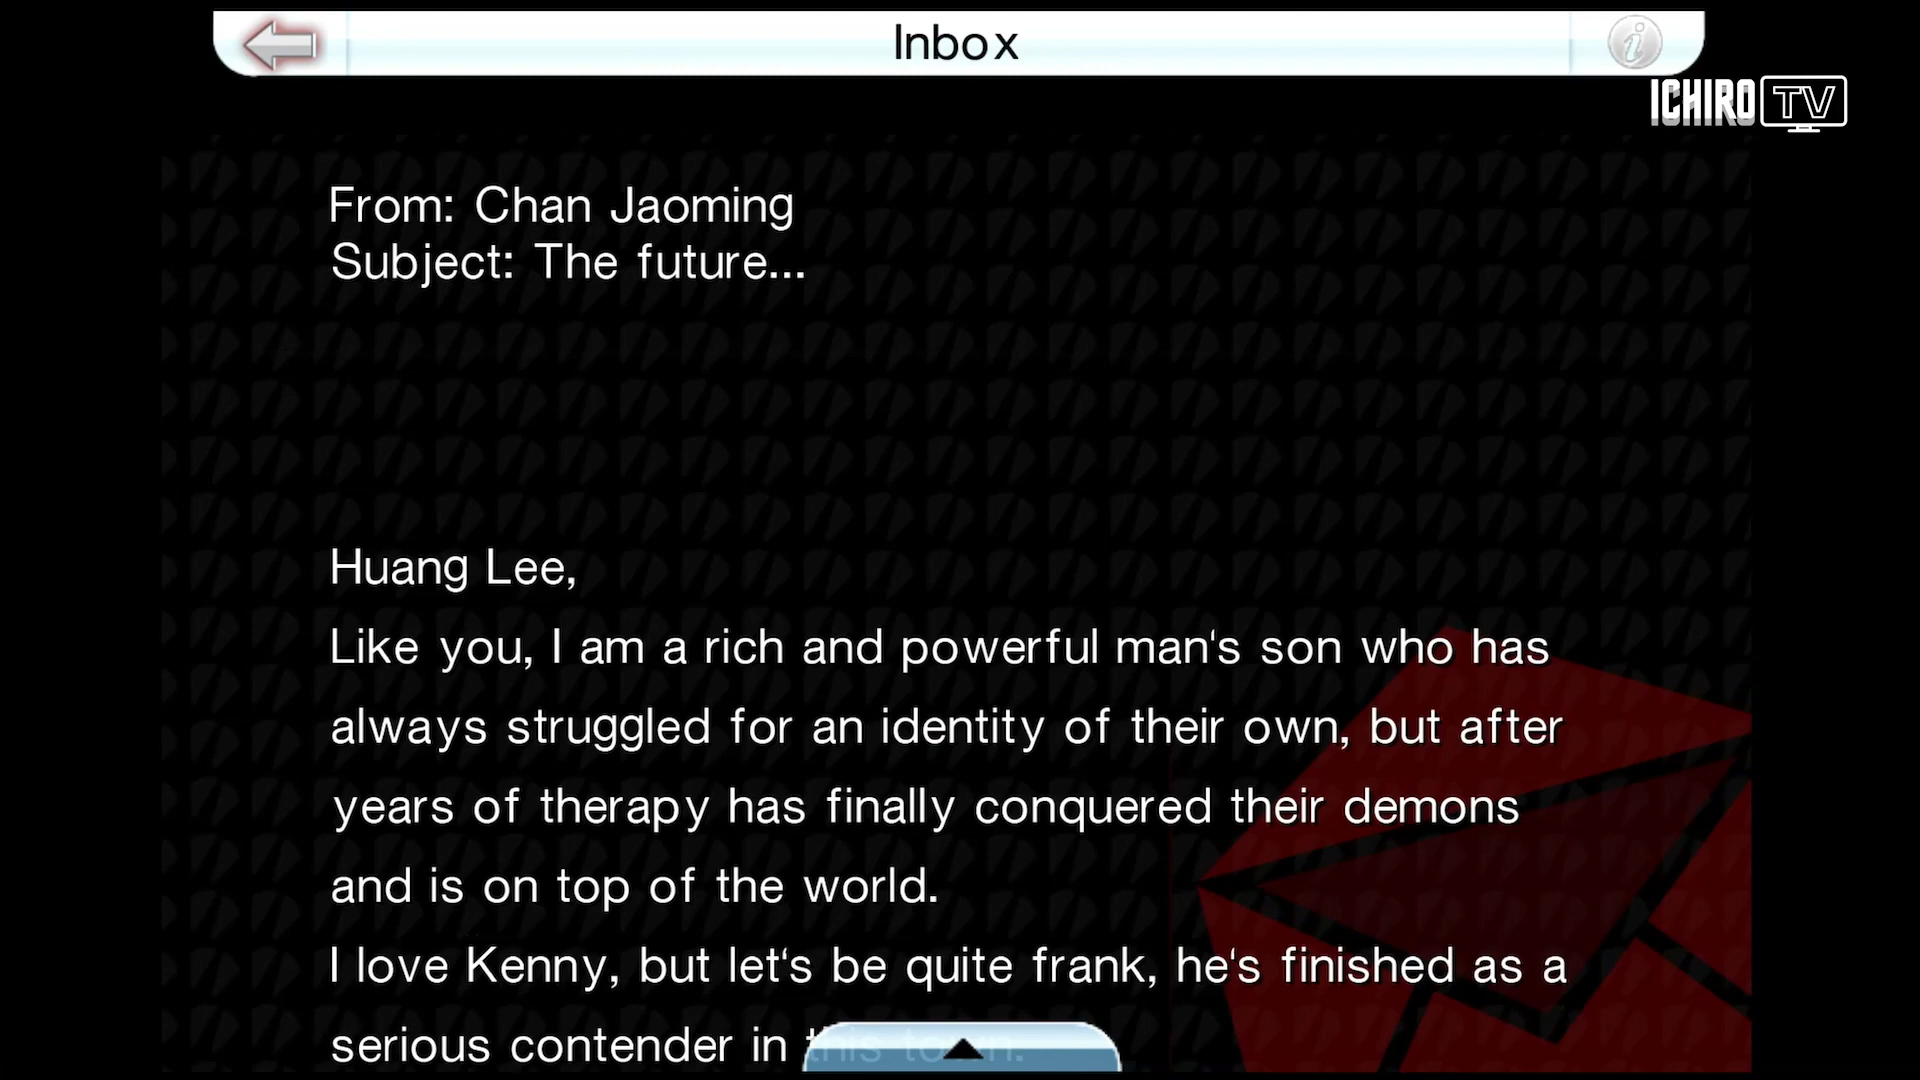 Inbox
ICHIRO TV
From: Chan Jaoming
Subject: The future...
Huang Lee,
Like you, I am a rich and powerful man's son who has
always struggled for an identity of their own, but after
years of therapy has finally conquered their demons
and is on top of the world.
I love Kenny, but let's be quite frank, he's finished as a
serious contender in this town.